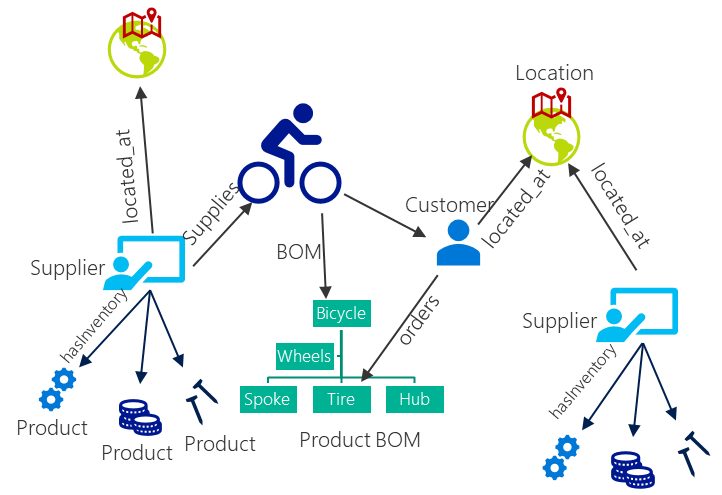 Location
located_at
Supplies
Customer
located_at
located_at
BOM
Supplier
hasInventory
Bicycle
orders
Supplier
Wheels
hasInventory
Spoke
Tire
Hub
Product
Product
Product
Product BOM